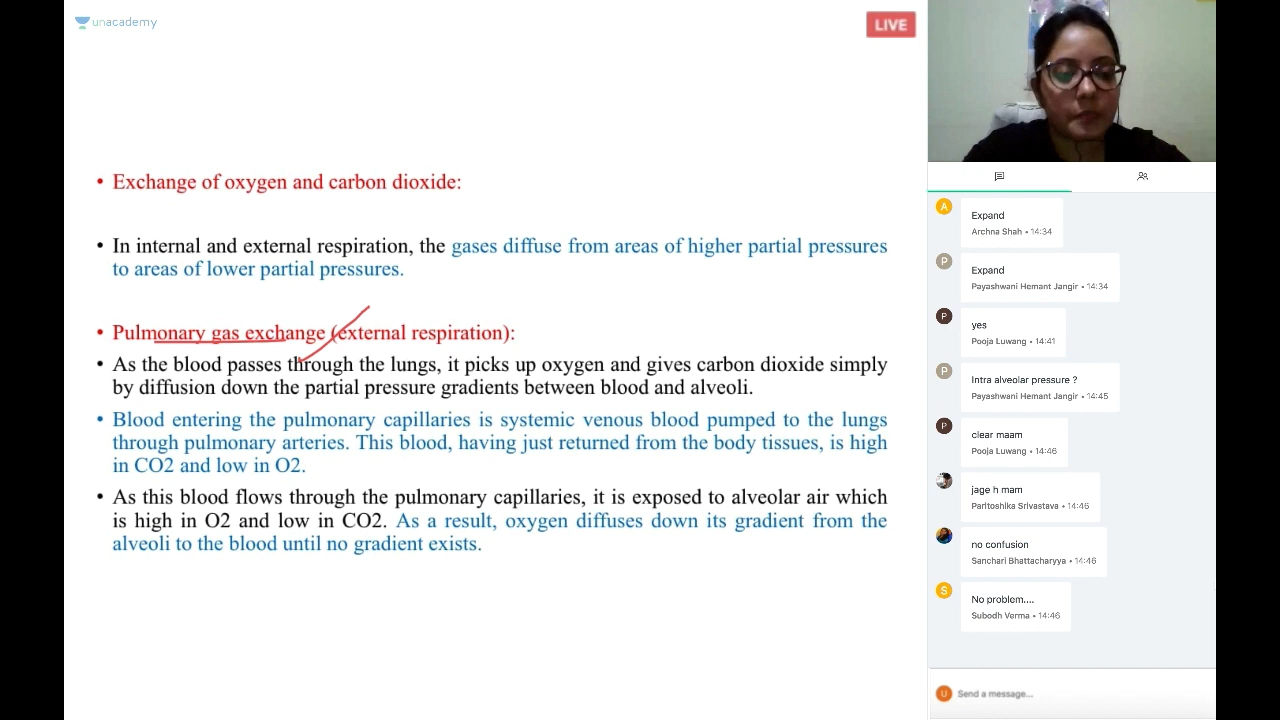 unacademy
LIVE
• Exchange of oxygen and carbon dioxide:
• In internal and external respiration, the gases diffuse from areas of higher partial pressures
to areas of lower partial pressures.
• Pulmonary gas exchange (external respiration):
• As the blood passes through the lungs, it picks up oxygen and gives carbon dioxide simply
by diffusion down the partial pressure gradients between blood and alveoli.
• Blood entering the pulmonary capillaries is systemic venous blood pumped to the lungs
through pulmonary arteries. This blood, having just returned from the body tissues, is high
in CO2 and low in O2.
• As this blood flows through the pulmonary capillaries, it is exposed to alveolar air which
is high in O2 and low in CO2. As a result, oxygen diffuses down its gradient from the
alveoli to the blood until no gradient exists.
A
Expand
Archna Shah • 14:34
P
Expand
Payashwani Hemant Jangir • 14:34
P
yes
Pooja Luwang • 14:41
P
Intra alveolar pressure ?
Payashwani Hemant Jangir • 14:45
P
clear maam
Pooja Luwang • 14:46
jage h mam
Paritoshika Srivastava • 14:46
no confusion
Sanchari Bhattacharyya • 14:46
S
No problem....
Subodh Verma • 14:46
U
Send a message...